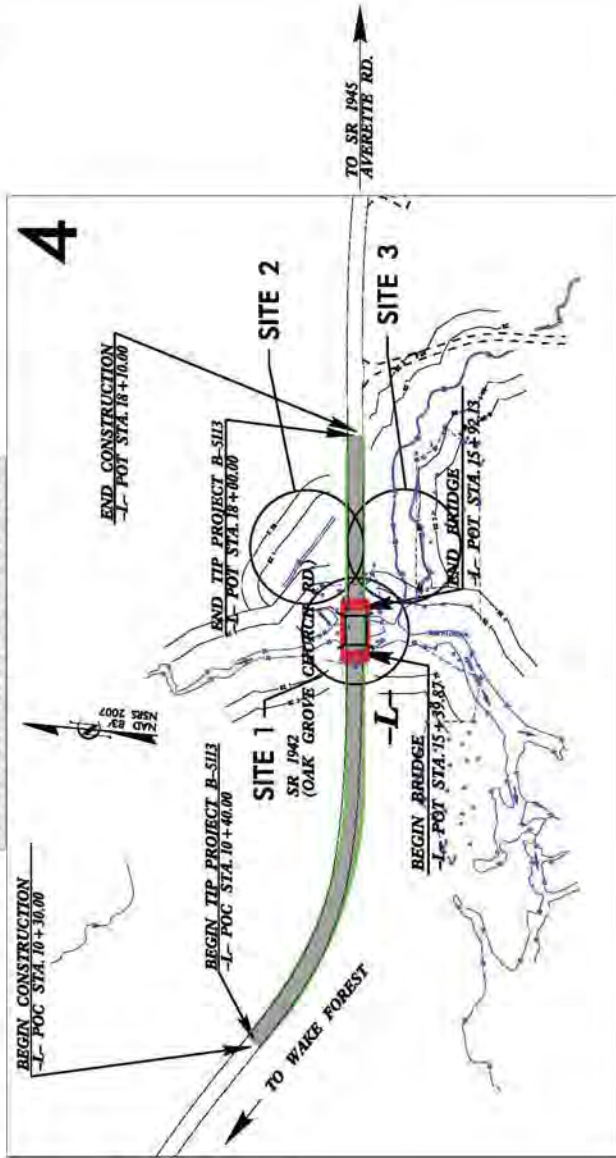 4
BEGIN CONSTRUCTION
-L- POC STA. 10+30.00
BEGIN TIP PROJECT B-5113
-L- POC STA. 10+40.00
NAD 83/
NSRS 2007
END CONSTRUCTION
-L- POT STA. 18+10.00
END TIP PROJECT B-5113
-L- POT STA. 18+00.00
SITE 2
SITE 1
SR 1942
(OAK GROVE CHURCH RD)
TO SR 1945
AVERETTE RD.
TO WAKE FOREST
-L-
BEGIN BRIDGE
-L- POT STA. 15+39.87+
END BRIDGE
-L- POT STA. 15+92.13
SITE 3